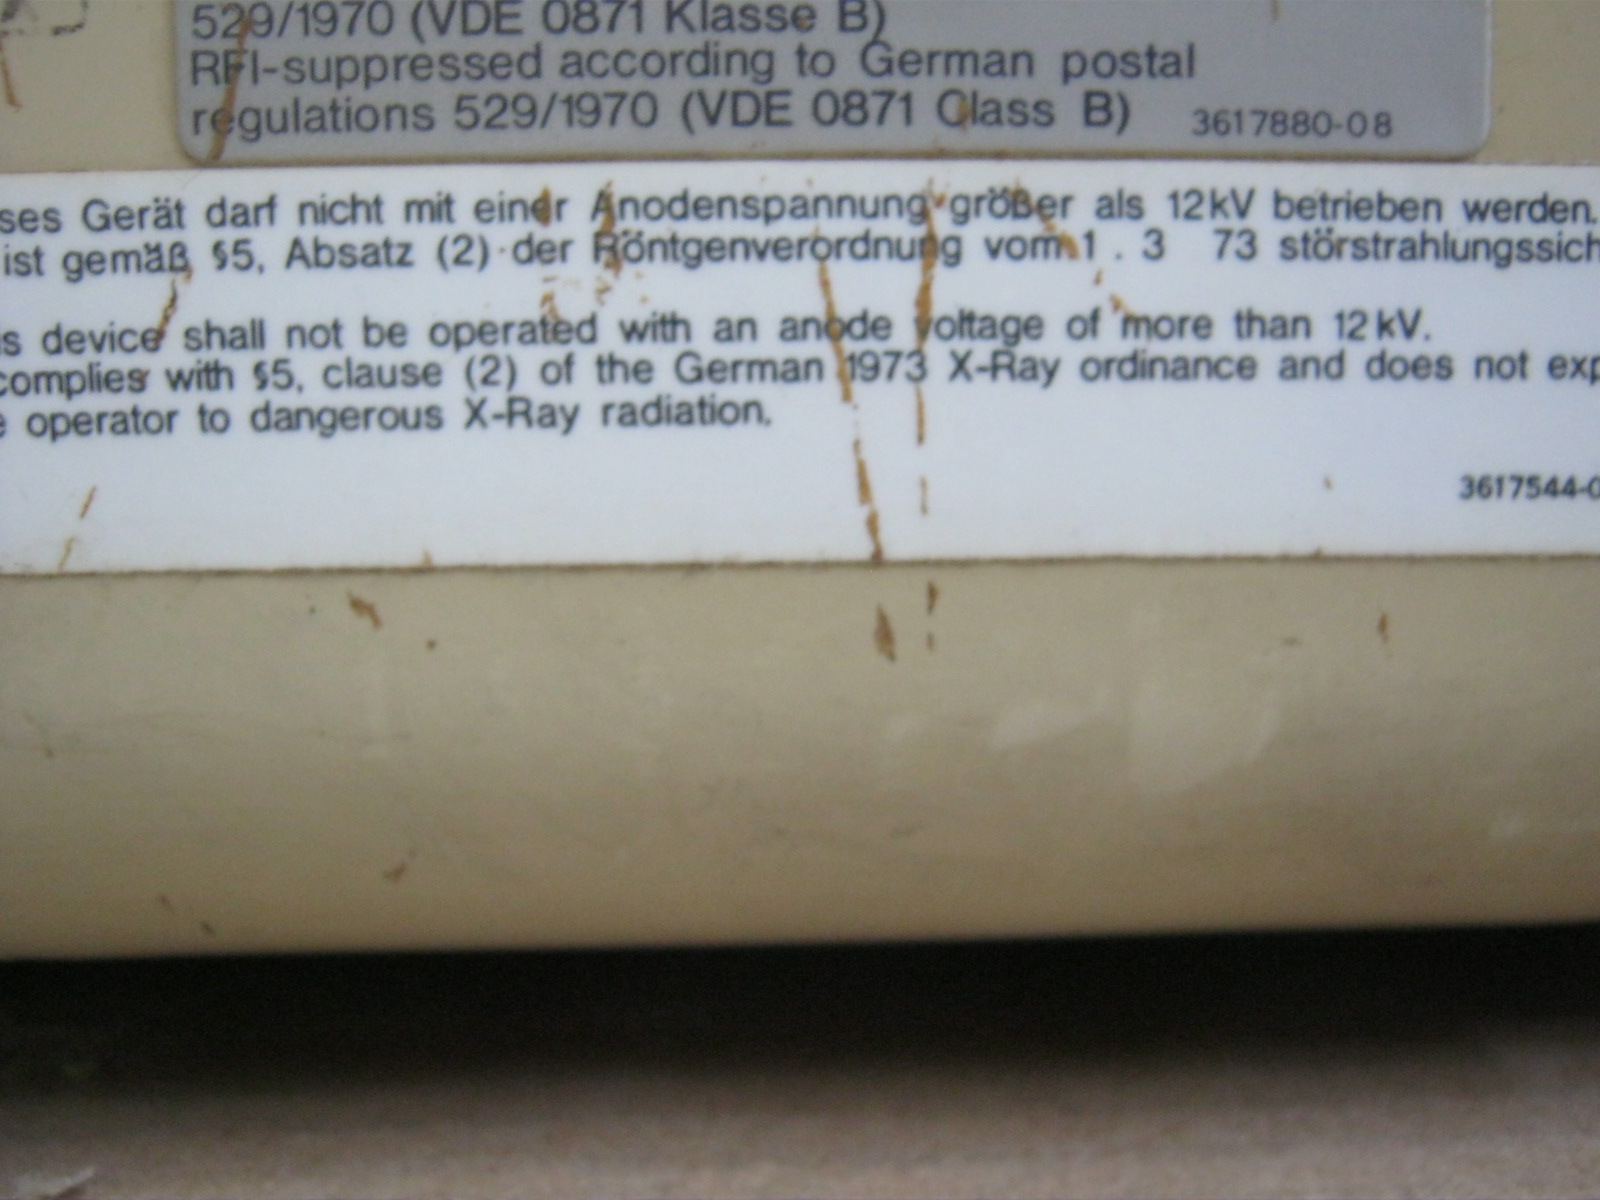 529/1970 (VDE 0871 Klasse B)
RFI-suppressed according to German postal
regulations 529/1970 (VDE 0871 Class B) 3617880-08
ses Gerät darf nicht mit einer Anodenspannung größer als 12kV betrieben werden.
ist gemäß §5, Absatz (2) der Röntgenverordnung vom 1 . 3 73 störstrahlungssich
s device shall not be operated with an anode voltage of more than 12kV.
complies with §5, clause (2) of the German 1973 X-Ray ordinance and does not exp
e operator to dangerous X-Ray radiation.
3617544-0